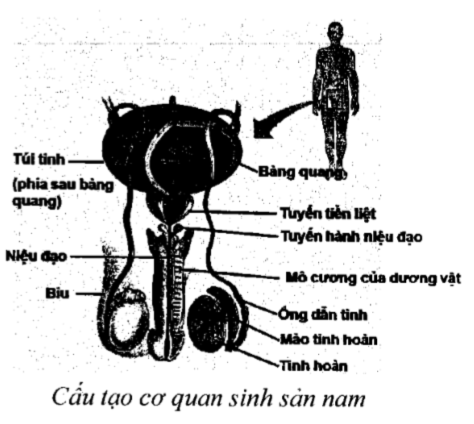 Túi tinh
(phía sau bàng
quang)
Bàng quang
Tuyến tiền liệt
Tuyến hành niệu đạo
Niệu đạo
Mô cương của dương vật
Bìu
Ống dẫn tinh
Mào tinh hoàn
Tinh hoàn
Cấu tạo cơ quan sinh sản nam